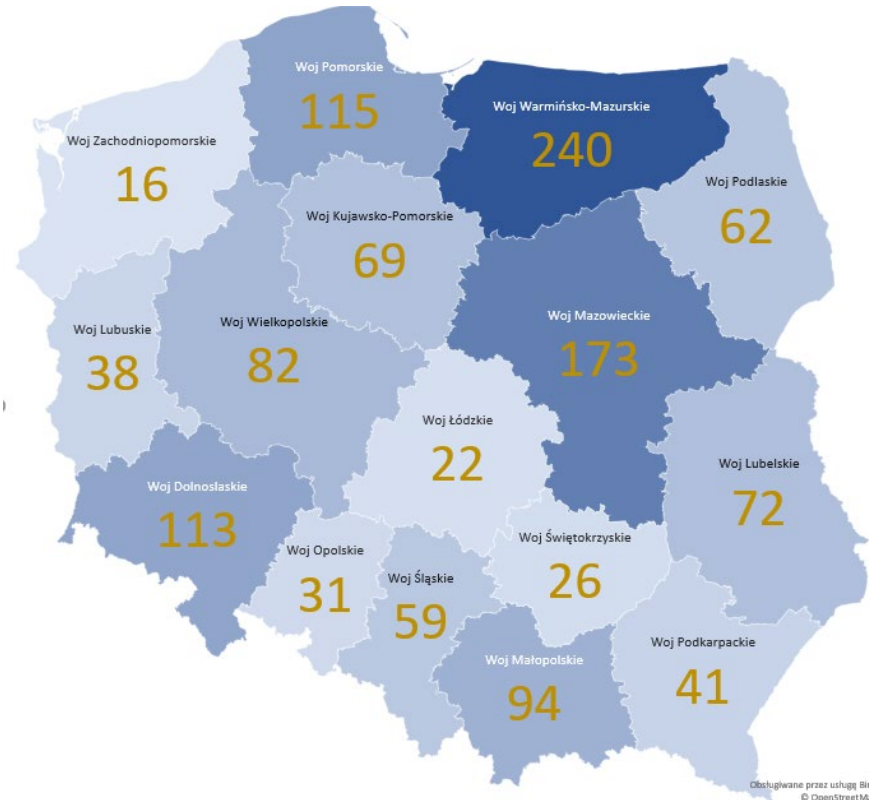 Woj Pomorskie
115
Woj Warmińsko-Mazurskie
240
Woj Zachodniopomorskie
16
Woj Podlaskie
62
Woj Kujawsko-Pomorskie
69
Woj Mazowieckie
173
Woj Wielkopolskie
82
Woj Lubuskie
38
Woj Łódzkie
22
Woj Lubelskie
72
Woj Dolnoslaskie
113
Woj Świętokrzyskie
26
Woj Opolskie
31
Woj Śląskie
59
Woj Podkarpackie
41
Woj Małopolskie
94
Obsługiwane przez usługę
©